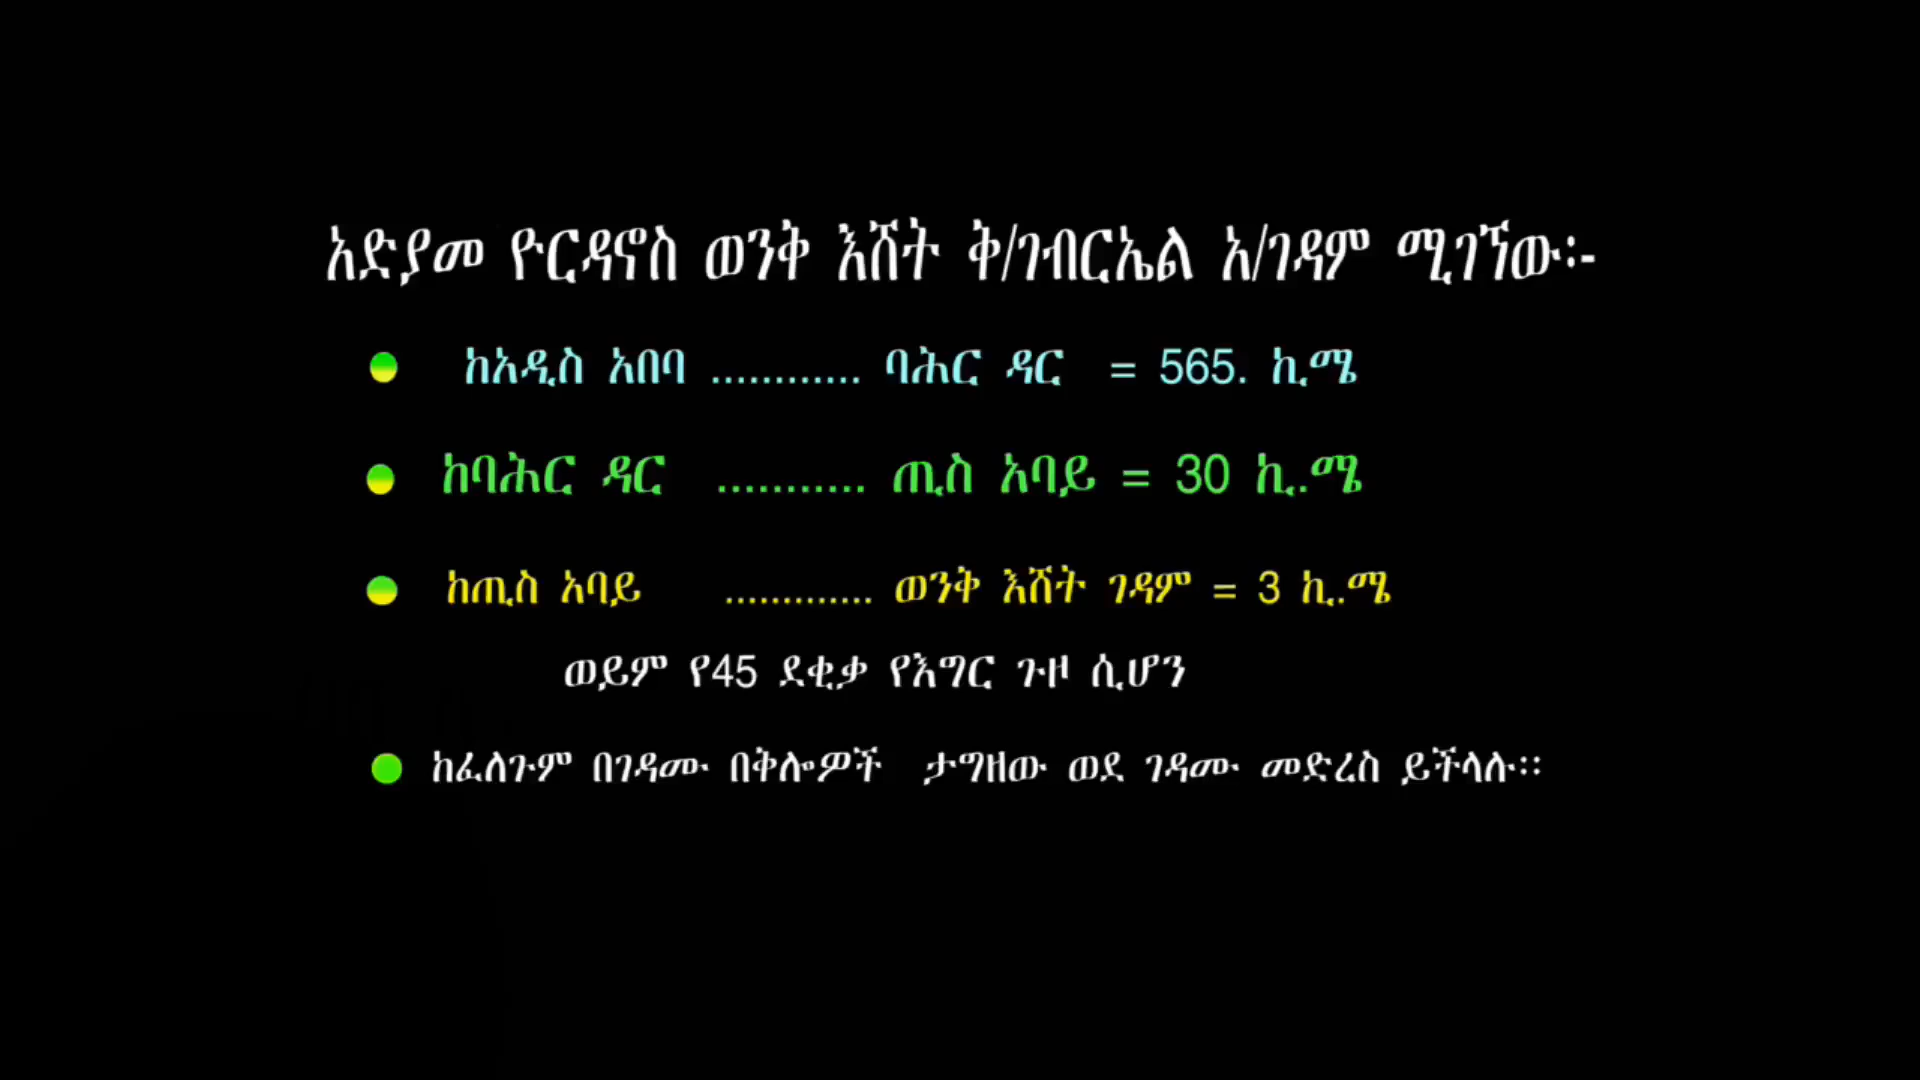 አድያመ ዮርዳኖስ ወንቅ እሸት ቅ/ገብርኤል አ/ገዳም ሚገኘው፡-
ከአዲስ አበባ ............ ባሕር ዳር = 565. ኪ.ሜ
ከባሕር ዳር ........... ጢስ አባይ = 30 ኪ..ሜ
ከጢስ አባይ ............. ወንቅ እሸት ገዳም = 3 ኪ..ሜ
ወይም የ45 ደቂቃ የእግር ጉዞ ሲሆን
ከፈለጉም በገዳሙ በቅሎዎች ታግዘው ወደ ገዳሙ መድረስ ይችላሉ፡፡